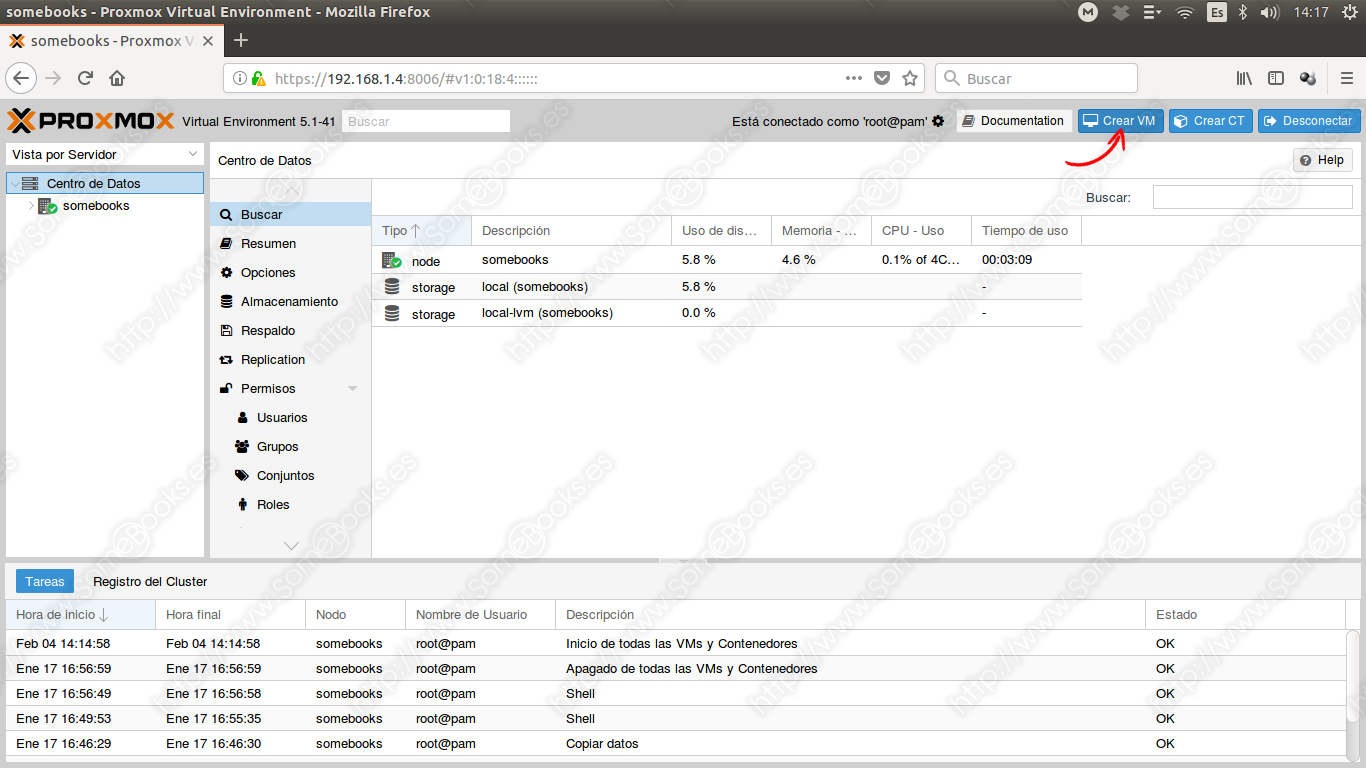 somebooks - Proxmox Virtual Environment - Mozilla Firefox
Es
14:17
somebooks - Proxmox V
https://192.168.1.4:8006/#v1:0:18:4::::::
Buscar
PROXMOX Virtual Environment 5.1-41 Buscar
Está conectado como 'root@pam' Documentation Crear VM Crear CT Desconectar
Vista por Servidor
Centro de Datos
somebooks
Centro de Datos
Help
Buscar
Resumen
Opciones
Almacenamiento
Respaldo
Replication
Permisos
Usuarios
Grupos
Conjuntos
Roles
Buscar:
Tipo Descripción Uso de dis... Memoria - ... CPU - Uso Tiempo de uso
node somebooks 5.8 % 4.6 % 0.1% of 4C... 00:03:09
storage local (somebooks) 5.8 % -
storage local-lvm (somebooks) 0.0 % -
Tareas Registro del Cluster
Hora de inicio Hora final Nodo Nombre de Usuario Descripción Estado
Feb 04 14:14:58 Feb 04 14:14:58 somebooks root@pam Inicio de todas las VMs y Contenedores OK
Ene 17 16:56:59 Ene 17 16:56:59 somebooks root@pam Apagado de todas las VMs y Contenedores OK
Ene 17 16:56:49 Ene 17 16:56:58 somebooks root@pam Shell OK
Ene 17 16:49:53 Ene 17 16:55:35 somebooks root@pam Shell OK
Ene 17 16:46:29 Ene 17 16:46:30 somebooks root@pam Copiar datos OK
http://www.SomeBooks.es